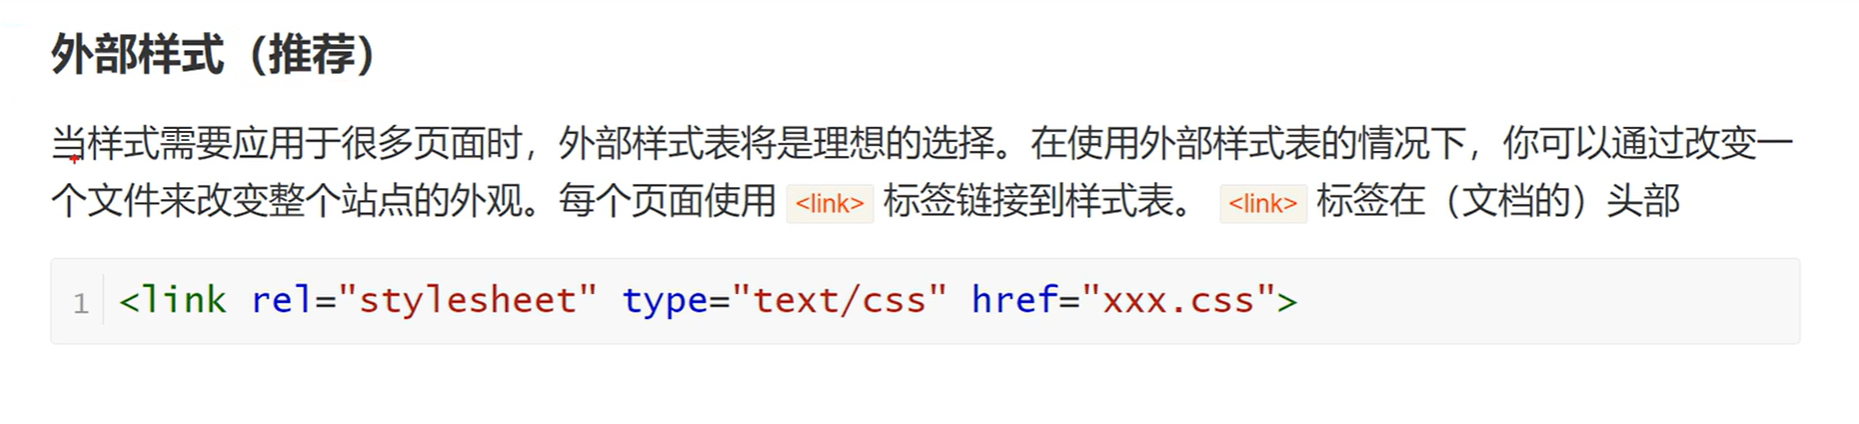 外部样式（推荐）
当样式需要应用于很多页面时，外部样式表将是理想的选择。在使用外部样式表的情况下，你可以通过改变一
个文件来改变整个站点的外观。每个页面使用 <link> 标签链接到样式表。 <link> 标签在（文档的）头部
1 <link rel="stylesheet" type="text/css" href="xxx.css">